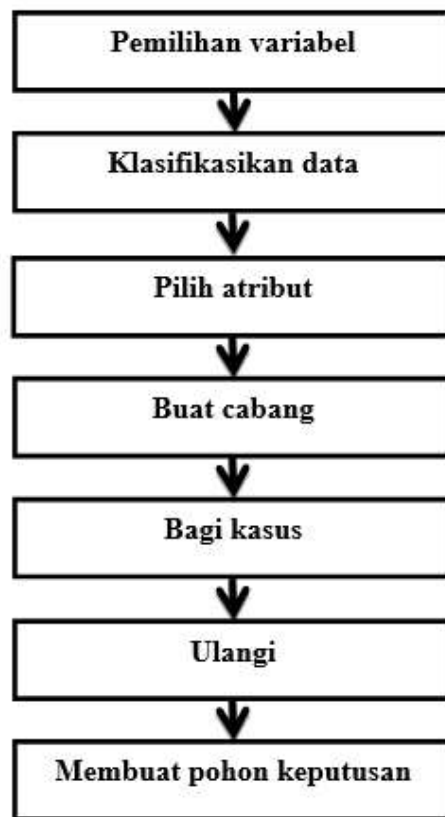 Pemilihan variabel
Klasifikasikan data
Pilih atribut
Buat cabang
Bagi kasus
Ulangi
Membuat pohon keputusan